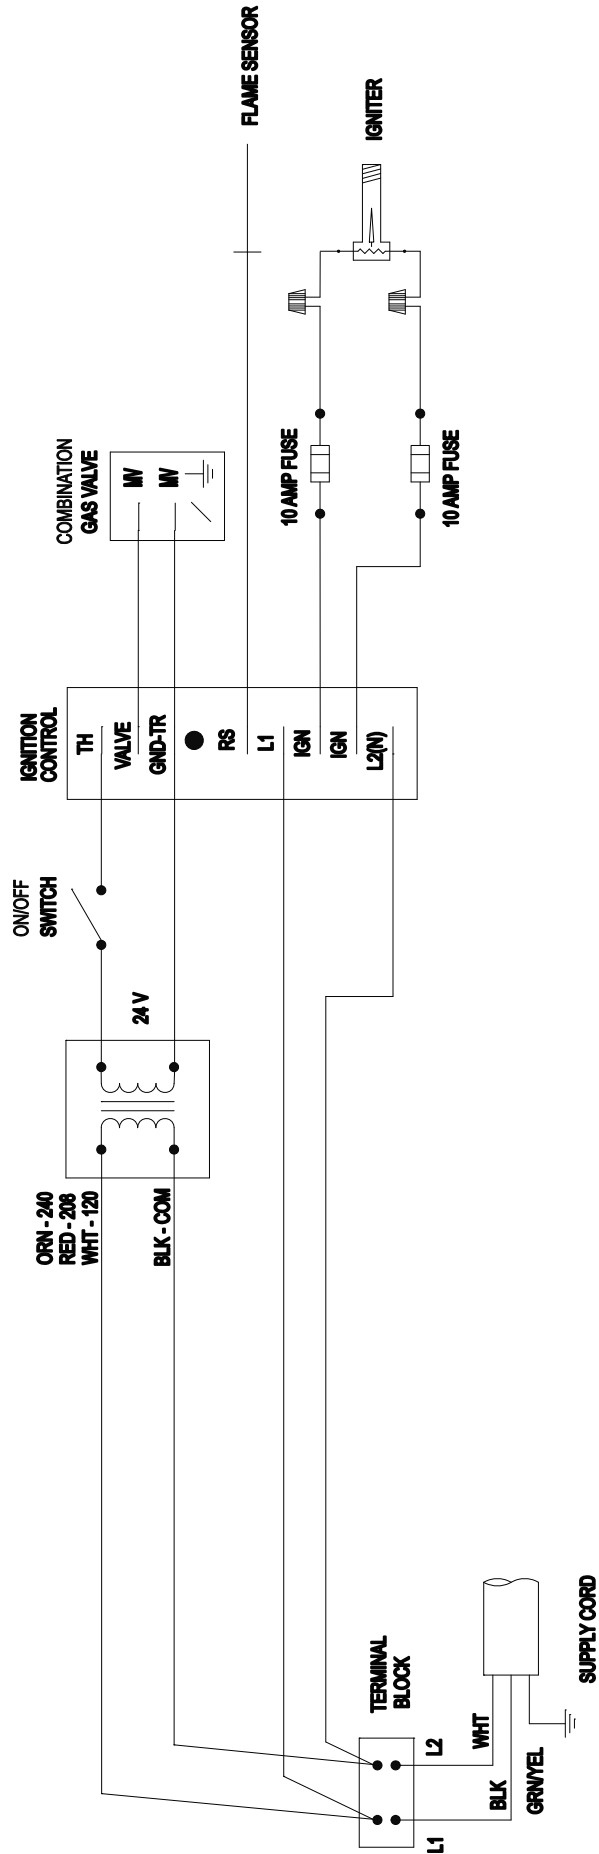 ORN - 240
RED - 208
WHT - 120
BLK - COM
24 V
ON/OFF
SWITCH
IGNITION
CONTROL
TH
VALVE
GND-TR
RS
L1
IGN
IGN
L2(N)
COMBINATION
GAS VALVE
MV
MV
FLAME SENSOR
10 AMP FUSE
10 AMP FUSE
IGNITER
TERMINAL
BLOCK
L1
L2
WHT
BLK
GRN/YEL
SUPPLY CORD